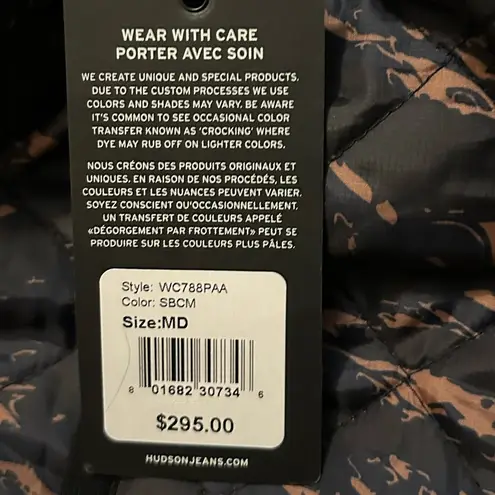 WEAR WITH CARE
PORTER AVEC SOIN
WE CREATE UNIQUE AND SPECIAL PRODUCTS.
DUE TO THE CUSTOM PROCESSES WE USE
COLORS AND SHADES MAY VARY. BE AWARE
IT'S COMMON TO SEE OCCASIONAL COLOR
TRANSFER KNOWN AS 'CROCKING' WHERE
DYE MAY RUB OFF ON LIGHTER COLORS.
NOUS CRÉONS DES PRODUITS ORIGINAUX ET
UNIQUES. EN RAISON DE NOS PROCÉDÉS, LES
COULEURS ET LES NUANCES PEUVENT VARIER.
SOYEZ CONSCIENT QU'OCCASIONNELLEMENT,
UN TRANSFERT DE COULEURS APPELÉ
«DÉGORGEMENT PAR FROTTEMENT» PEUT SE
PRODUIRE SUR LES COULEURS PLUS PÂLES.
Style: WC788PAA
Color: SBCM
Size:MD
8 01682 30734 6
$295.00
HUDSONJEANS.COM